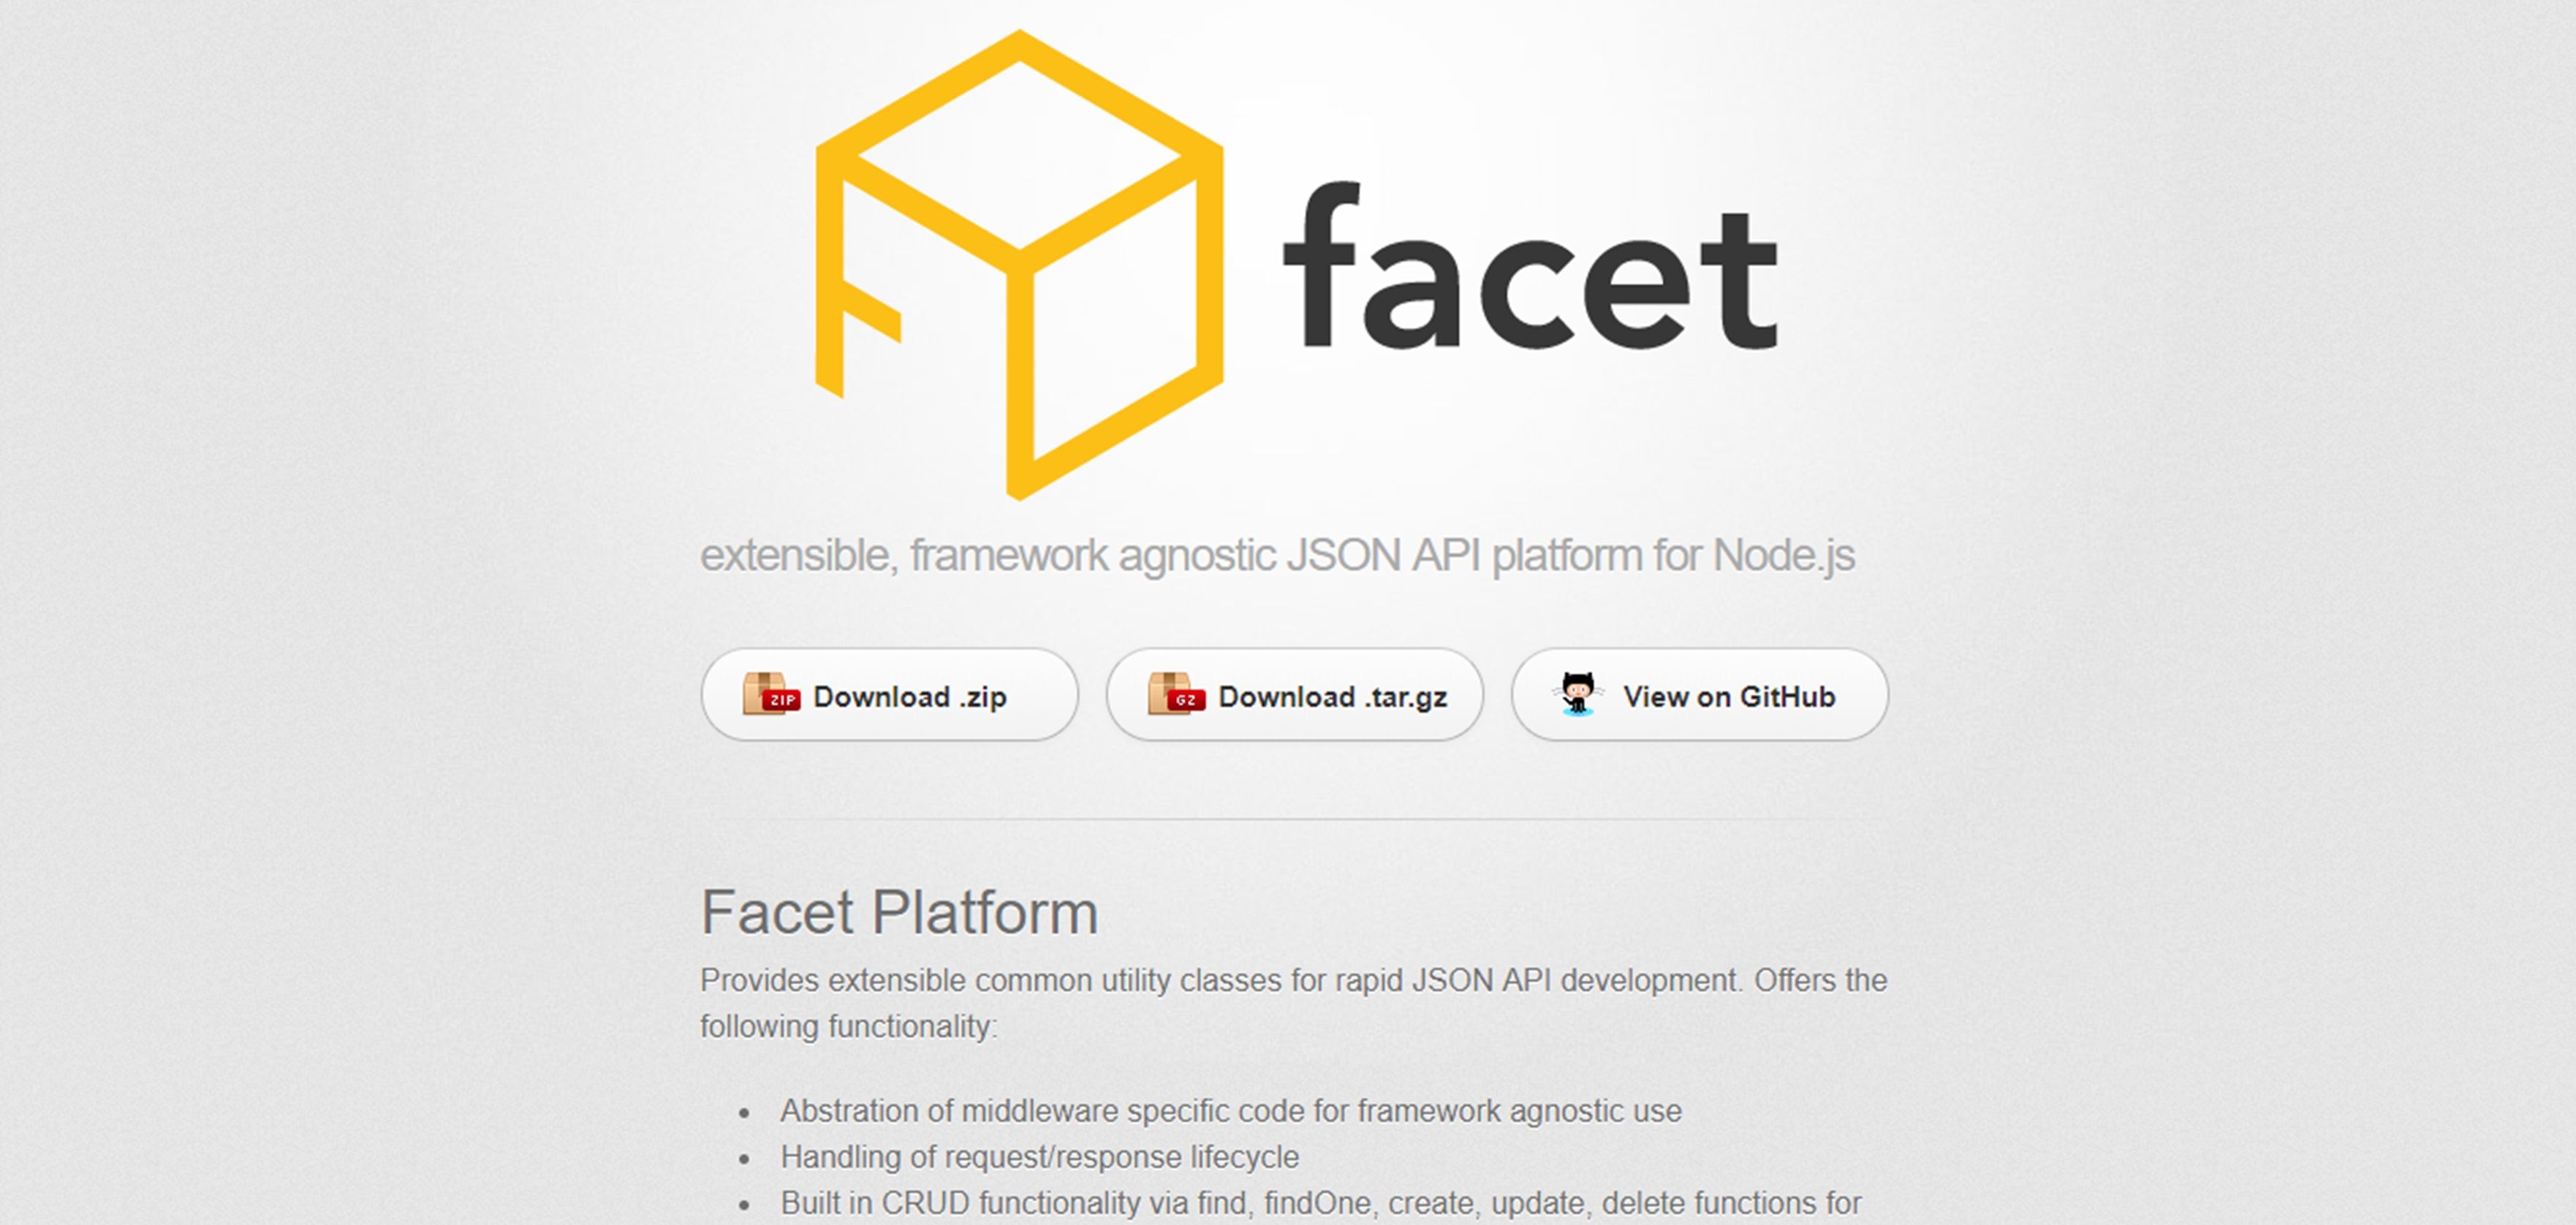 facet
extensible, framework agnostic JSON API platform for Node.js
ZIP Download .zip
GZ Download .tar.gz
View on GitHub
Facet Platform
Provides extensible common utility classes for rapid JSON API development. Offers the
following functionality:
• Abstration of middleware specific code for framework agnostic use
• Handling of request/response lifecycle
• Built in CRUD functionality via find, findOne, create, update, delete functions for